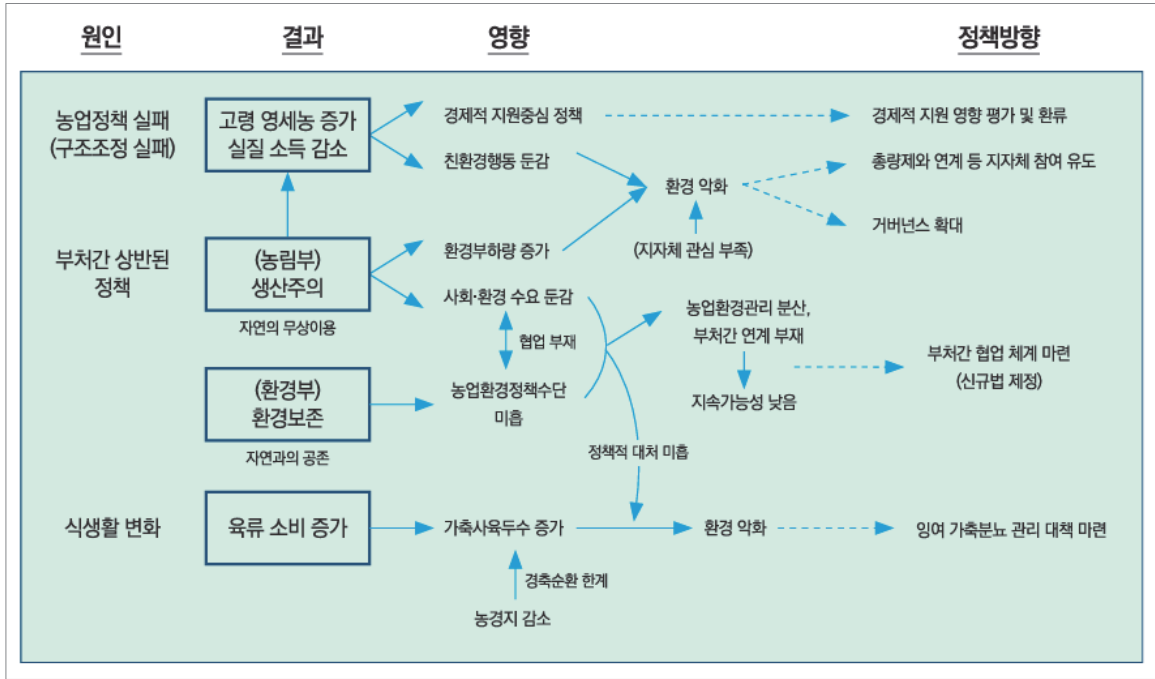 원인
결과
영향
정책방향
농업정책 실패
(구조조정 실패)
고령 영세농 증가
실질 소득 감소
경제적 지원중심 정책
경제적 지원 영향 평가 및 환류
친환경행동 둔감
환경 악화
총량제와 연계 등 지자체 참여 유도
거버넌스 확대
(지자체 관심 부족)
부처간 상반된
정책
(농림부)
생산주의
자연의 무상이용
환경부하량 증가
사회·환경 수요 둔감
협업 부재
농업환경관리 분산,
부처간 연계 부재
지속가능성 낮음
부처간 협업 체계 마련
(신규법 제정)
(환경부)
환경보존
자연과의 공존
농업환경정책수단
미흡
정책적 대처 미흡
식생활 변화
육류 소비 증가
가축사육두수 증가
환경 악화
잉여 가축분뇨 관리 대책 마련
경축순환 한계
농경지 감소